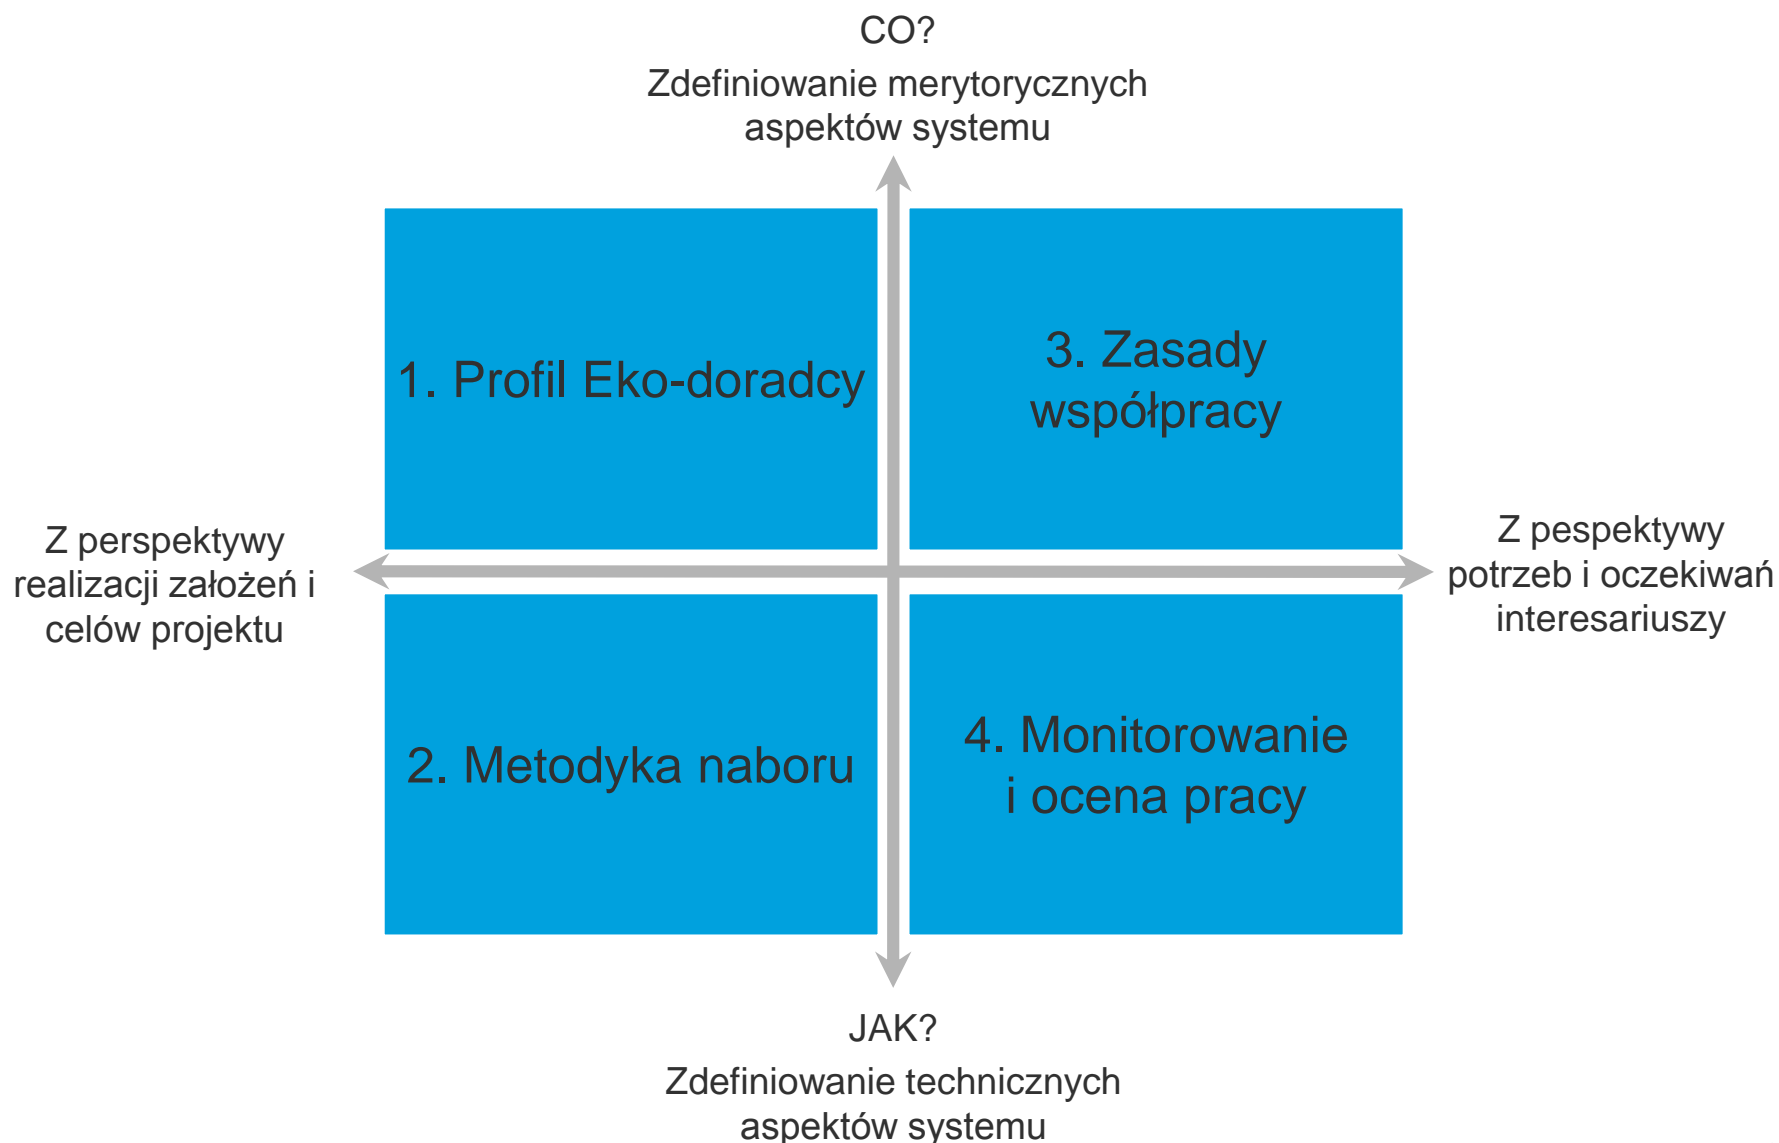 CO?
Zdefiniowanie merytorycznych
aspektów systemu
1. Profil Eko-doradcy
3. Zasady
współpracy
Z perspektywy
realizacji założeń i
celów projektu
Z pespektywy
potrzeb i oczekiwań
interesariuszy
2. Metodyka naboru
4. Monitorowanie
i ocena pracy
JAK?
Zdefiniowanie technicznych
aspektów systemu